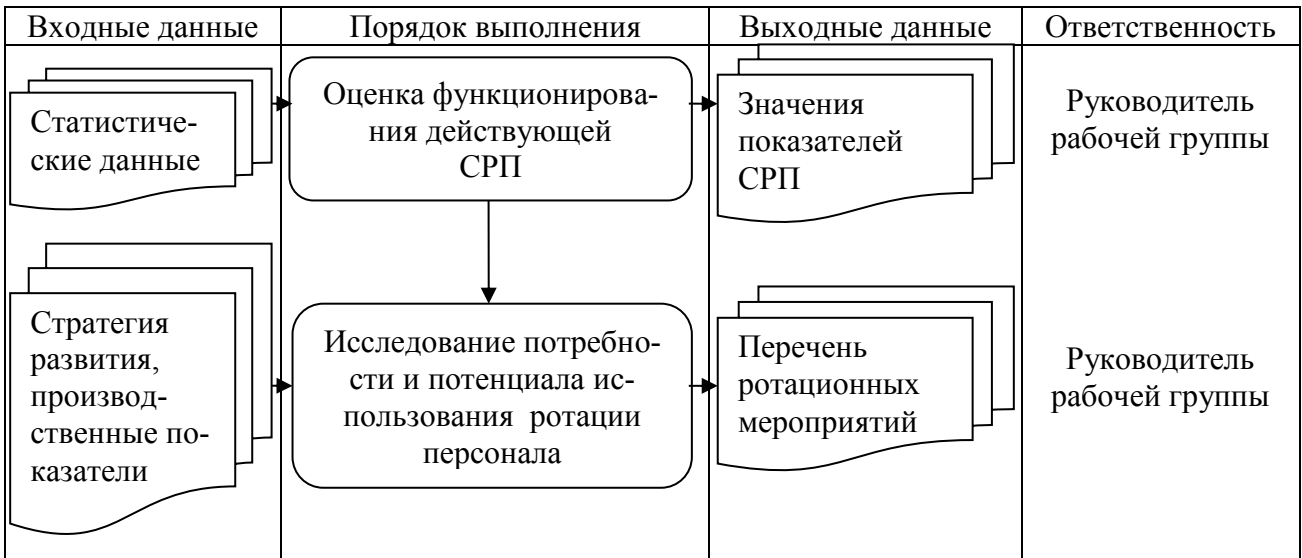 Входные данные
Порядок выполнения
Выходные данные
Ответственность
Статистиче-
ские данные
Оценка функционирова-
ния действующей
СРП
Значения
показателей
СРП
Руководитель
рабочей группы
Стратегия
развития,
производ-
ственные по-
казатели
Исследование потребно-
сти и потенциала ис-
пользования ротации
персонала
Перечень
ротационных
мероприятий
Руководитель
рабочей группы